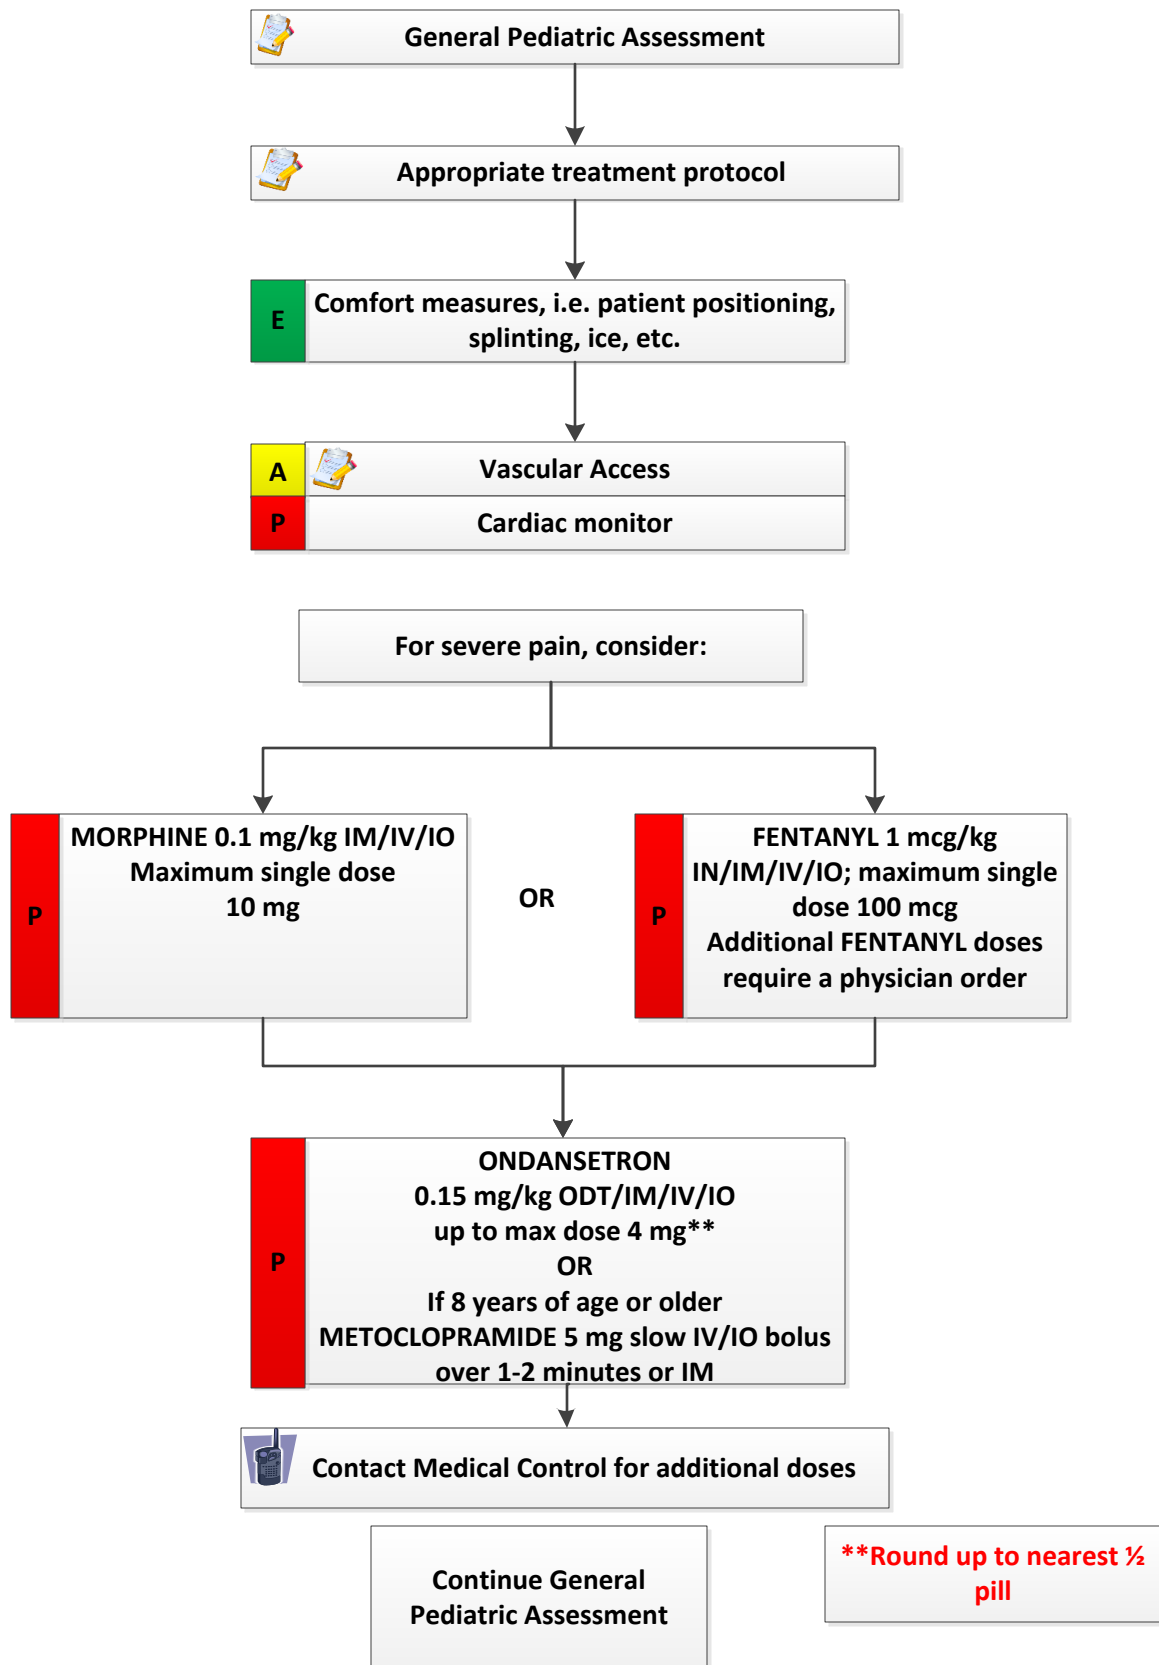 General Pediatric Assessment
Appropriate treatment protocol
E
Comfort measures, i.e. patient positioning,
splinting, ice, etc.
A
Vascular Access
P
Cardiac monitor
For severe pain, consider:
P
MORPHINE 0.1 mg/kg IM/IV/IO
Maximum single dose
10 mg
OR
P
FENTANYL 1 mcg/kg
IN/IM/IV/IO; maximum single
dose 100 mcg
Additional FENTANYL doses
require a physician order
P
ONDANSETRON
0.15 mg/kg ODT/IM/IV/IO
up to max dose 4 mg**
OR
If 8 years of age or older
METOCLOPRAMIDE 5 mg slow IV/IO bolus
over 1-2 minutes or IM
Contact Medical Control for additional doses
Continue General
Pediatric Assessment
**Round up to nearest ½
pill